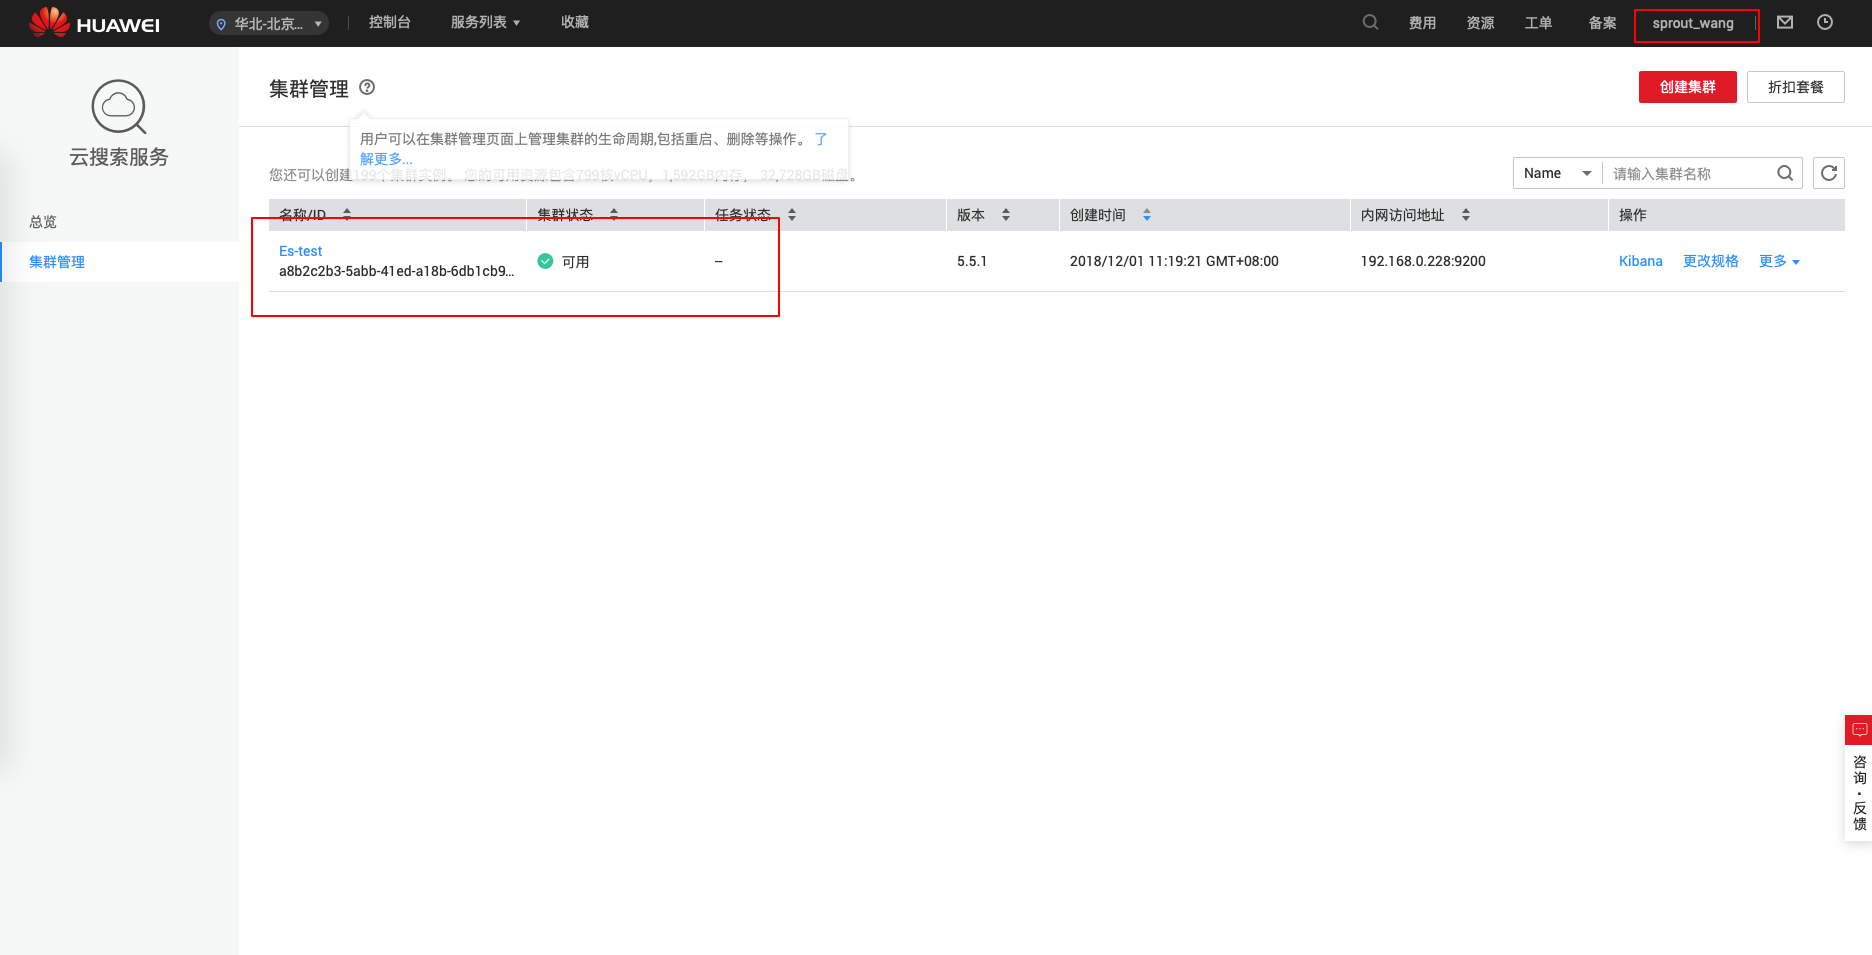 HUAWEI 华北-北京... 控制台 服务列表 收藏 费用 资源 工单 备案 sprout_wang
云搜索服务
总览
集群管理
集群管理 创建集群 折扣套餐
用户可以在集群管理页面上管理集群的生命周期,包括重启、删除等操作。 了
解更多...
您还可以创建199个集群实例。 您的可用资源包含799核vCPU, 1,592GB内存, 32,728GB磁盘。
Name 请输入集群名称
名称/ID 集群状态 任务状态 版本 创建时间 内网访问地址 操作
Es-test
a8b2c2b3-5abb-41ed-a18b-6db1cb9... 可用 -- 5.5.1 2018/12/01 11:19:21 GMT+08:00 192.168.0.228:9200 Kibana 更改规格 更多
咨询·反馈